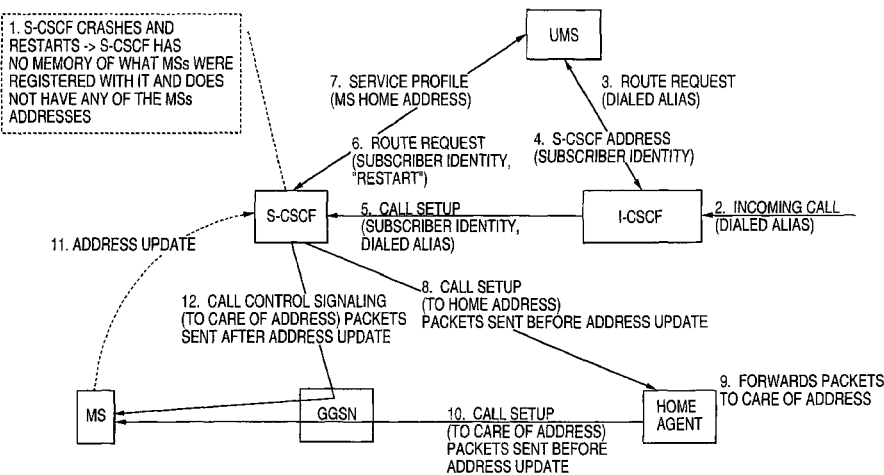 1. S-CSCF CRASHES AND
RESTARTS -> S-CSCF HAS
NO MEMORY OF WHAT MSs WERE
REGISTERED WITH IT AND DOES
NOT HAVE ANY OF THE MSs
ADDRESSES
UMS
7. SERVICE PROFILE
(MS HOME ADDRESS)
3. ROUTE REQUEST
(DIALED ALIAS)
6. ROUTE REQUEST
(SUBSCRIBER IDENTITY,
"RESTART")
4. S-CSCF ADDRESS
(SUBSCRIBER IDENTITY)
S-CSCF
5. CALL SETUP
(SUBSCRIBER IDENTITY,
DIALED ALIAS)
I-CSCF
2. INCOMING CALL
(DIALED ALIAS)
11. ADDRESS UPDATE
12. CALL CONTROL SIGNALING
(TO CARE OF ADDRESS) PACKETS
SENT AFTER ADDRESS UPDATE
8. CALL SETUP
(TO HOME ADDRESS)
PACKETS SENT BEFORE ADDRESS UPDATE
9. FORWARDS PACKETS
TO CARE OF ADDRESS
MS
GGSN
10. CALL SETUP
(TO CARE OF ADDRESS)
PACKETS SENT BEFORE
ADDRESS UPDATE
HOME
AGENT